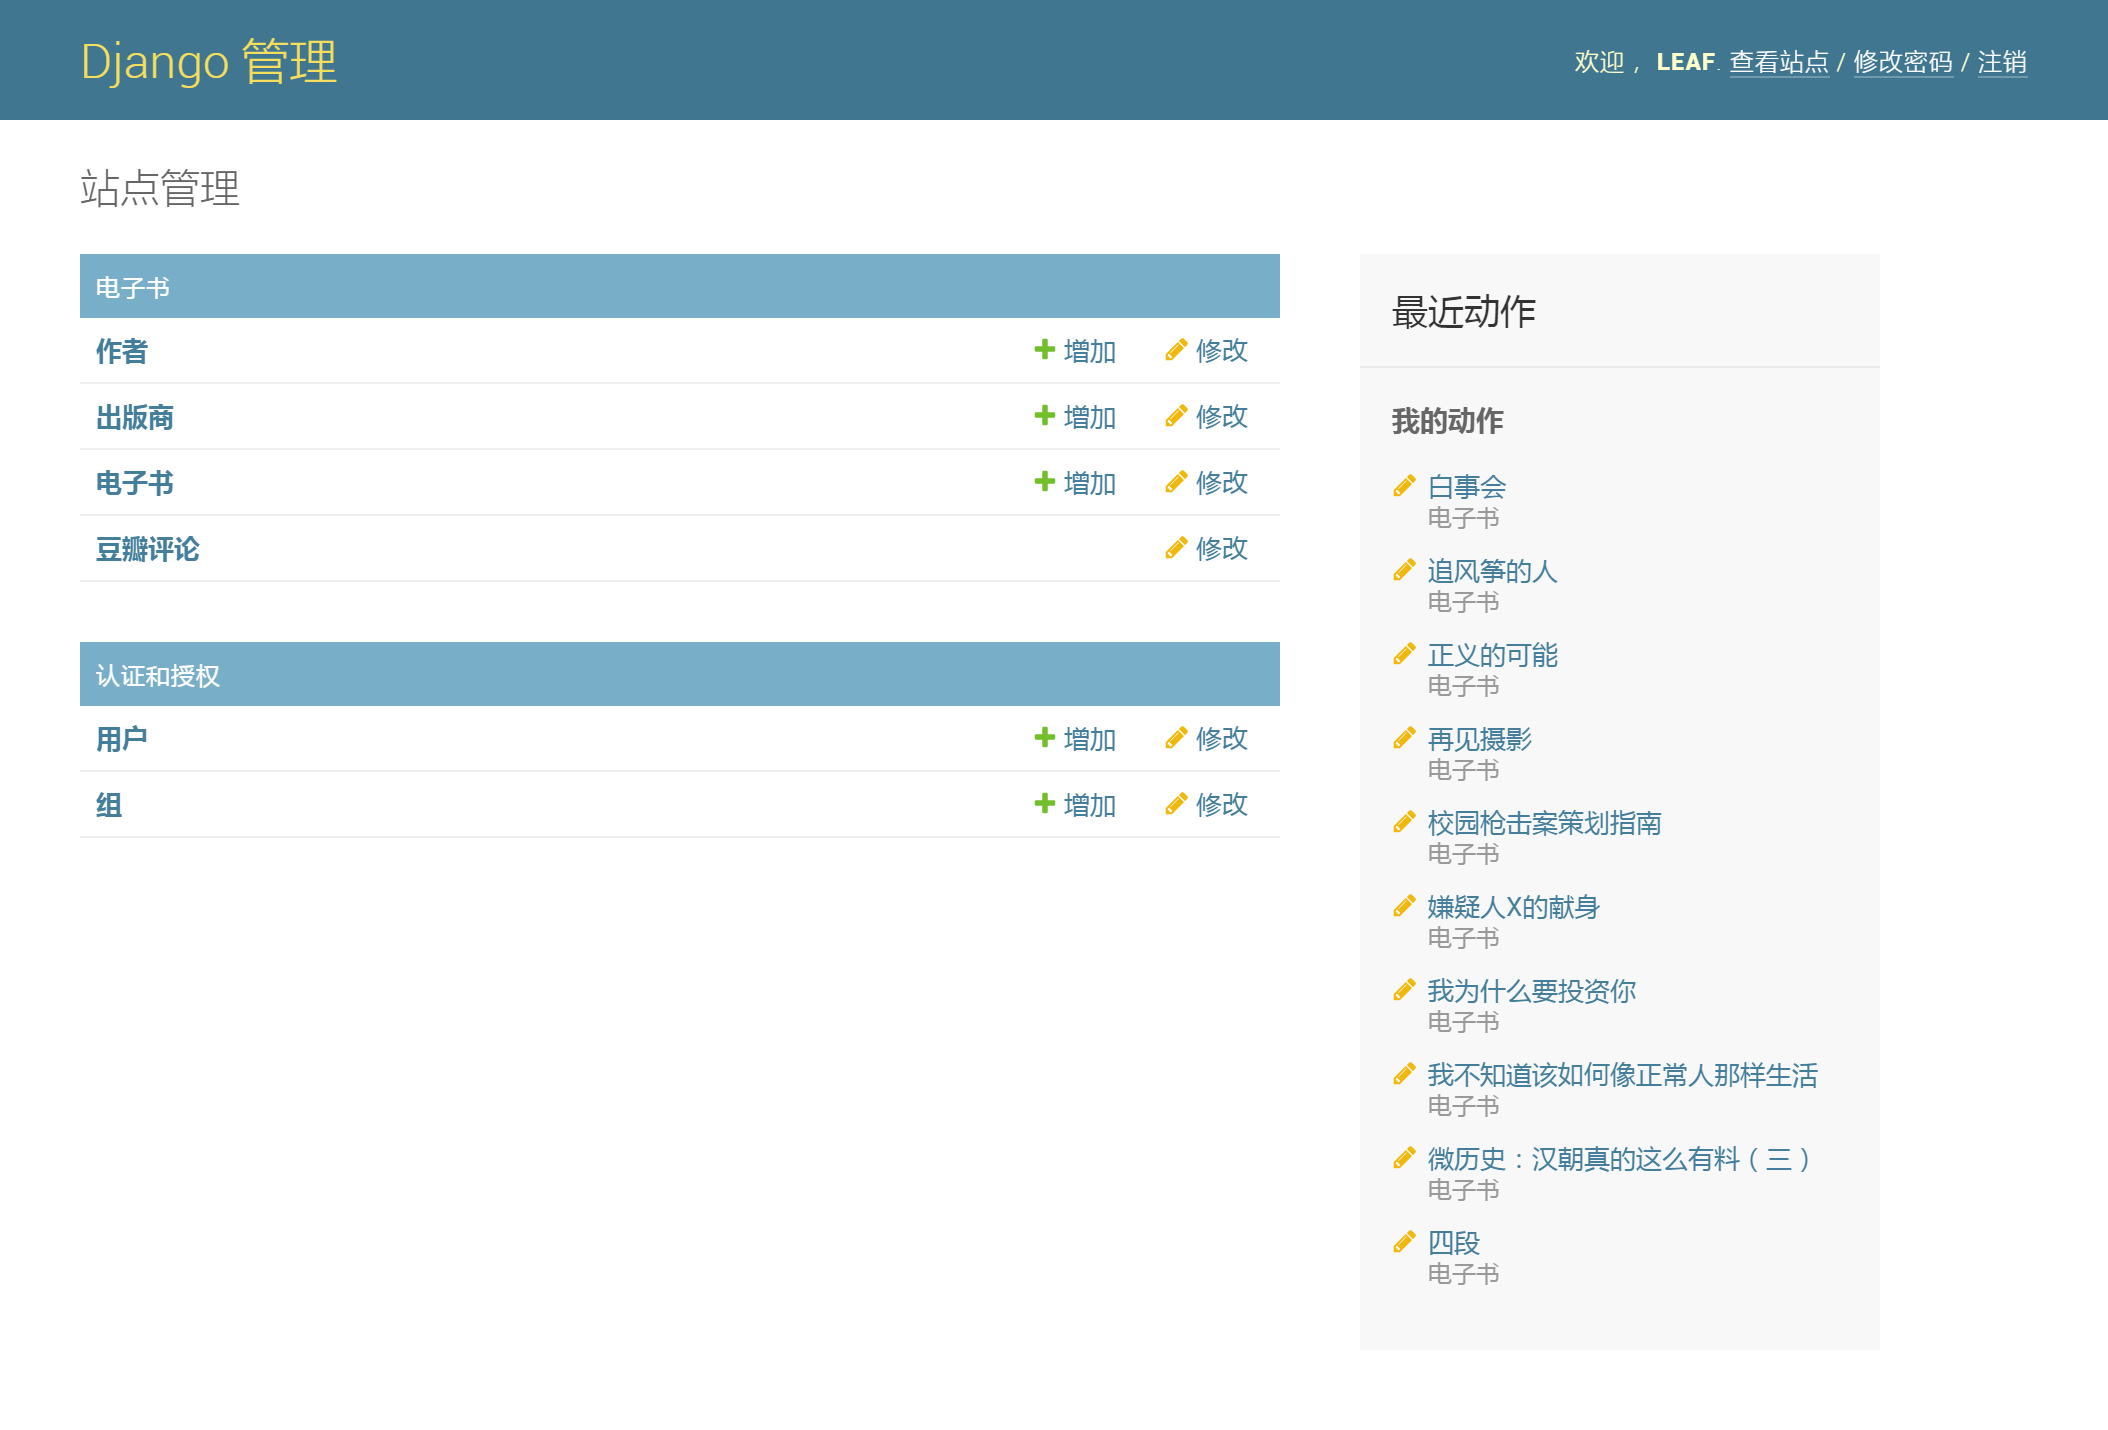 Django 管理
欢迎， LEAF. 查看站点 / 修改密码 / 注销
站点管理
电子书
作者 增加 修改
出版商 增加 修改
电子书 增加 修改
豆瓣评论 修改
认证和授权
用户 增加 修改
组 增加 修改
最近动作
我的动作
白事会
电子书
追风筝的人
电子书
正义的可能
电子书
再见摄影
电子书
校园枪击案策划指南
电子书
嫌疑人X的献身
电子书
我为什么要投资你
电子书
我不知道该如何像正常人那样生活
电子书
微历史：汉朝真的这么有料（三）
电子书
四段
电子书